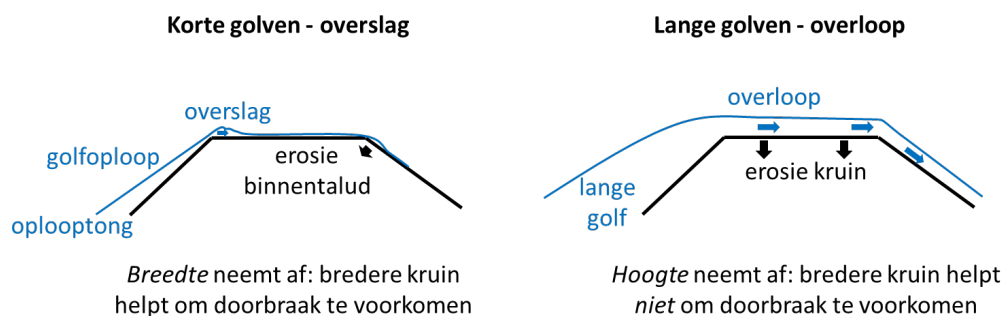 Korte golven - overslag
overslag
golfoploop
oplooptong
erosie
binnentalud
Breedte neemt af: bredere kruin
helpt om doorbraak te voorkomen
Lange golven - overloop
overloop
lange
golf
erosie kruin
Hoogte neemt af: bredere kruin helpt
niet om doorbraak te voorkomen